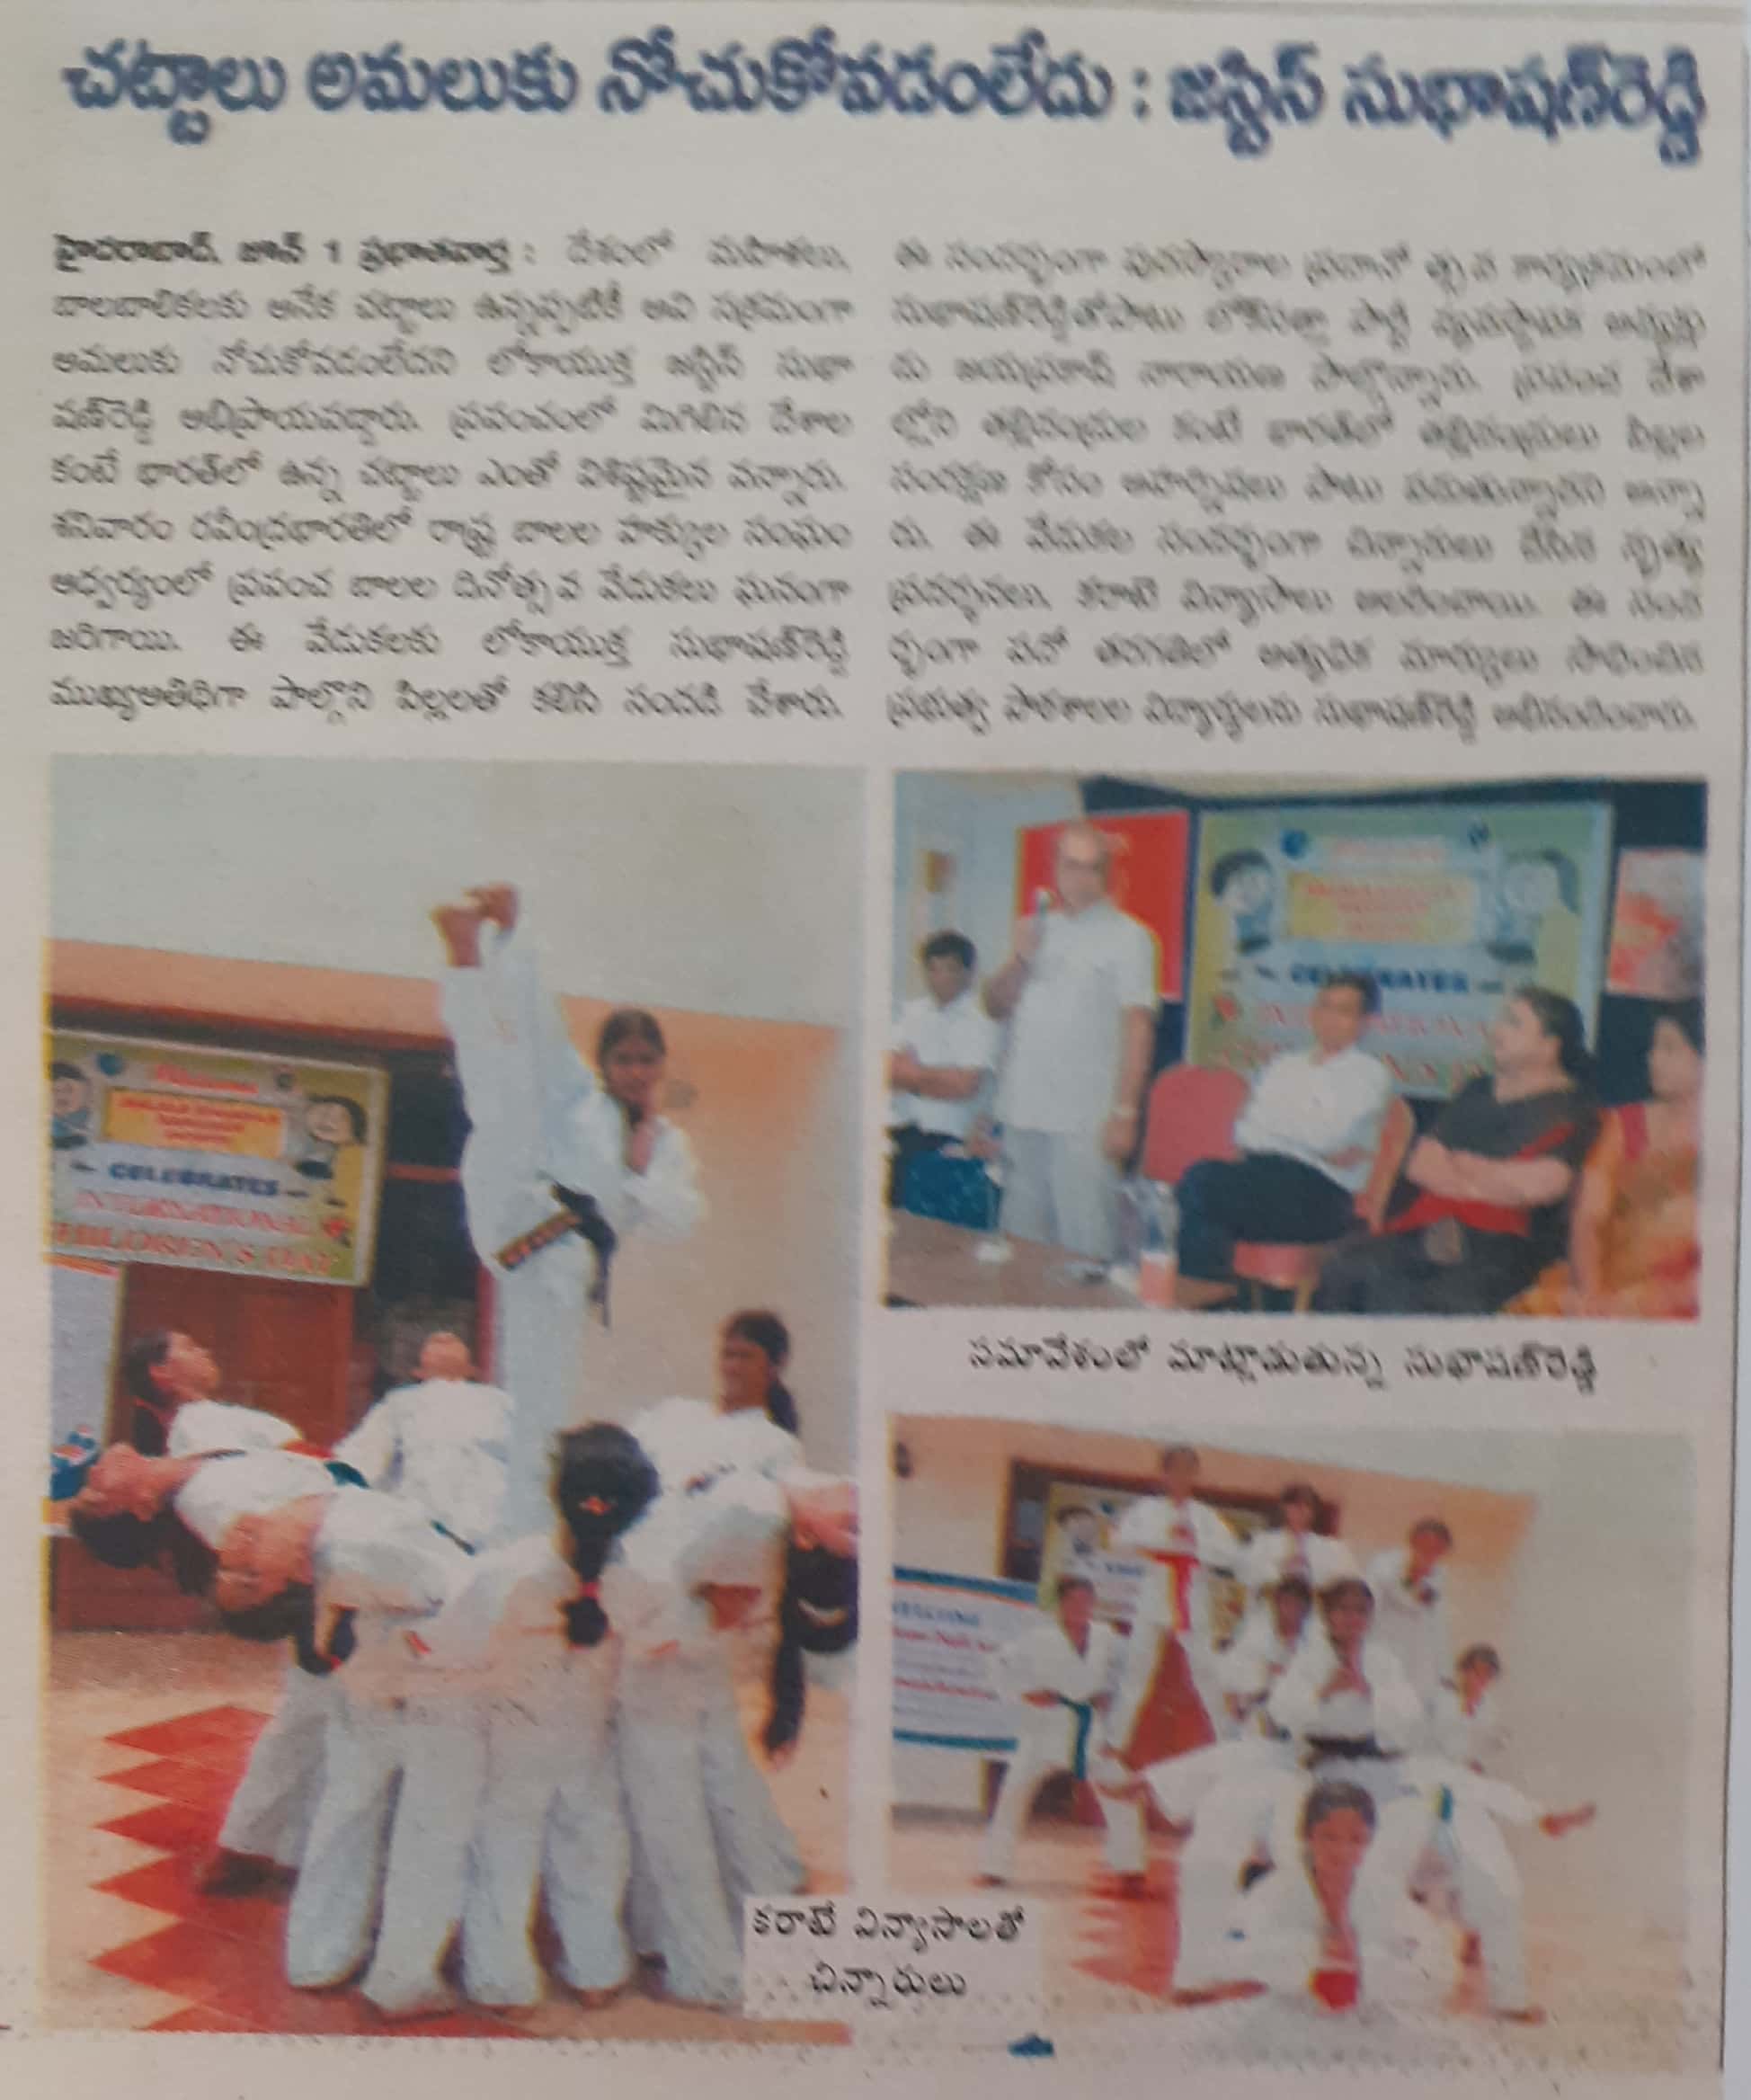 చట్టాలు అమలుకు నోచుకోవడంలేదు : జస్టిస్ సుభాషణ్‌రెడ్డి
హైదరాబాద్, జూన్ 1 ప్రభాతవార్త : దేశంలో మహిళలు,
బాలబాలికలకు అనేక చట్టాలు ఉన్నప్పటికీ అవి సక్రమంగా
అమలుకు నోచుకోవడంలేదని లోకాయుక్త జస్టిస్ సుభా
షణ్‌రెడ్డి అభిప్రాయపడ్డారు. ప్రపంచంలో మిగిలిన దేశాల
కంటే భారత్‌లో ఉన్న చట్టాలు ఎంతో విశిష్టమైన వన్నారు.
శనివారం రవీంద్రభారతిలో రాష్ట్ర బాలల హక్కుల సంఘం
ఆధ్వర్యంలో ప్రపంచ బాలల దినోత్సవ వేడుకలు ఘనంగా
జరిగాయి. ఈ వేడుకలకు లోకాయుక్త సుభాషణ్‌రెడ్డి
ముఖ్యఅతిథిగా పాల్గొని పిల్లలతో కలిసి సందడి చేశారు.
ఈ సందర్భంగా పురస్కారాల ప్రదానో త్సవ కార్యక్రమంలో
సుభాషణ్‌రెడ్డితోపాటు లోక్‌సత్తా పార్టీ వ్యవస్థాపక అధ్యక్షు
డు జయప్రకాష్ నారాయణ పాల్గొన్నారు. ప్రపంచ దేశా
ల్లోని తల్లిదండ్రుల కంటే భారత్‌లో తల్లిదండ్రులు పిల్లల
సంరక్షణ కోసం అహర్నిశలు పాటు పడుతున్నారని అన్నా
రు. ఈ వేడుకల సందర్భంగా చిన్నారులు చేసిన నృత్య
ప్రదర్శనలు, కరాటే విన్యాసాలు అలరించాయి. ఈ సంద
ర్భంగా పదో తరగతిలో అత్యధిక మార్కులు సాధించిన
ప్రభుత్వ పాఠశాలల విద్యార్థులను సుభాషణ్‌రెడ్డి అభినందించారు.
CELEBRATES
INTERNATIONAL
CHILDREN'S DAY
CELEBRATES
సమావేశంలో మాట్లాడుతున్న సుభాషణ్‌రెడ్డి
కరాటే విన్యాసాలతో
చిన్నారులు